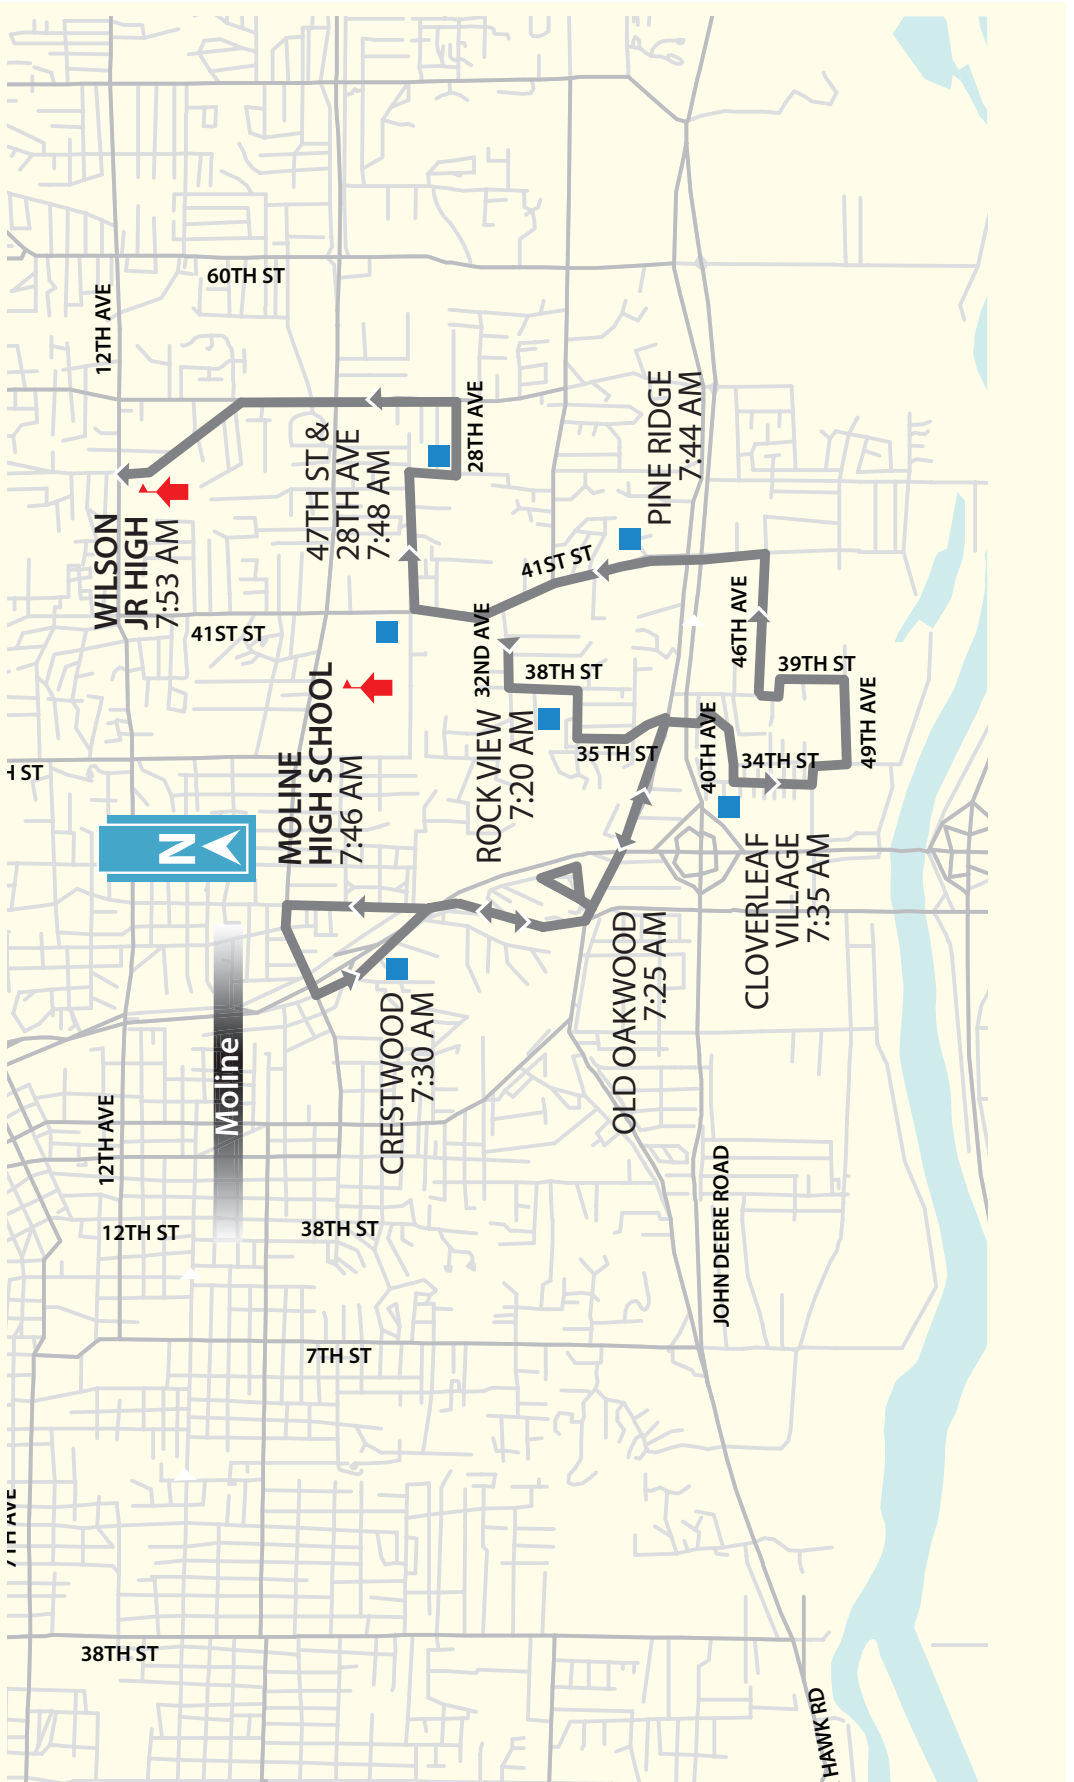 60TH ST
12TH AVE
28TH AVE
PINE RIDGE
7:44 AM
47TH ST &
28TH AVE
7:48 AM
WILSON
JR HIGH
7:53 AM
41ST ST
41ST ST
46TH AVE
32ND AVE
38TH ST
39TH ST
49TH AVE
MOLINE
HIGH SCHOOL
7:46 AM
ROCK VIEW
7:20 AM
35 TH ST
40TH AVE
34TH ST
H ST
N
CLOVERLEAF
VILLAGE
7:35 AM
OLD OAKWOOD
7:25 AM
CRESTWOOD
7:30 AM
Moline
12TH AVE
12TH ST
38TH ST
JOHN DEERE ROAD
7TH ST
7TH AVE
38TH ST
HAWK RD